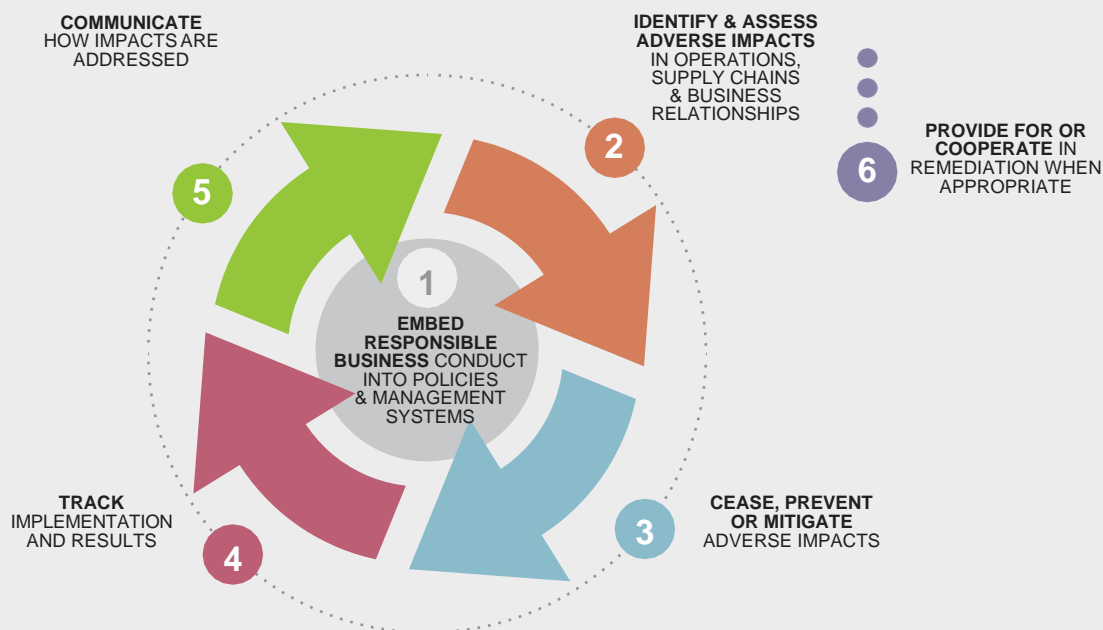 COMMUNICATE
HOW IMPACTS ARE
ADDRESSED
5
IDENTIFY & ASSESS
ADVERSE IMPACTS
IN OPERATIONS,
SUPPLY CHAINS
& BUSINESS
RELATIONSHIPS
2
PROVIDE FOR OR
COOPERATE IN
REMEDIATION WHEN
APPROPRIATE
6
1
EMBED
RESPONSIBLE
BUSINESS CONDUCT
INTO POLICIES
& MANAGEMENT
SYSTEMS
TRACK
IMPLEMENTATION
AND RESULTS
4
CEASE, PREVENT
OR MITIGATE
ADVERSE IMPACTS
3